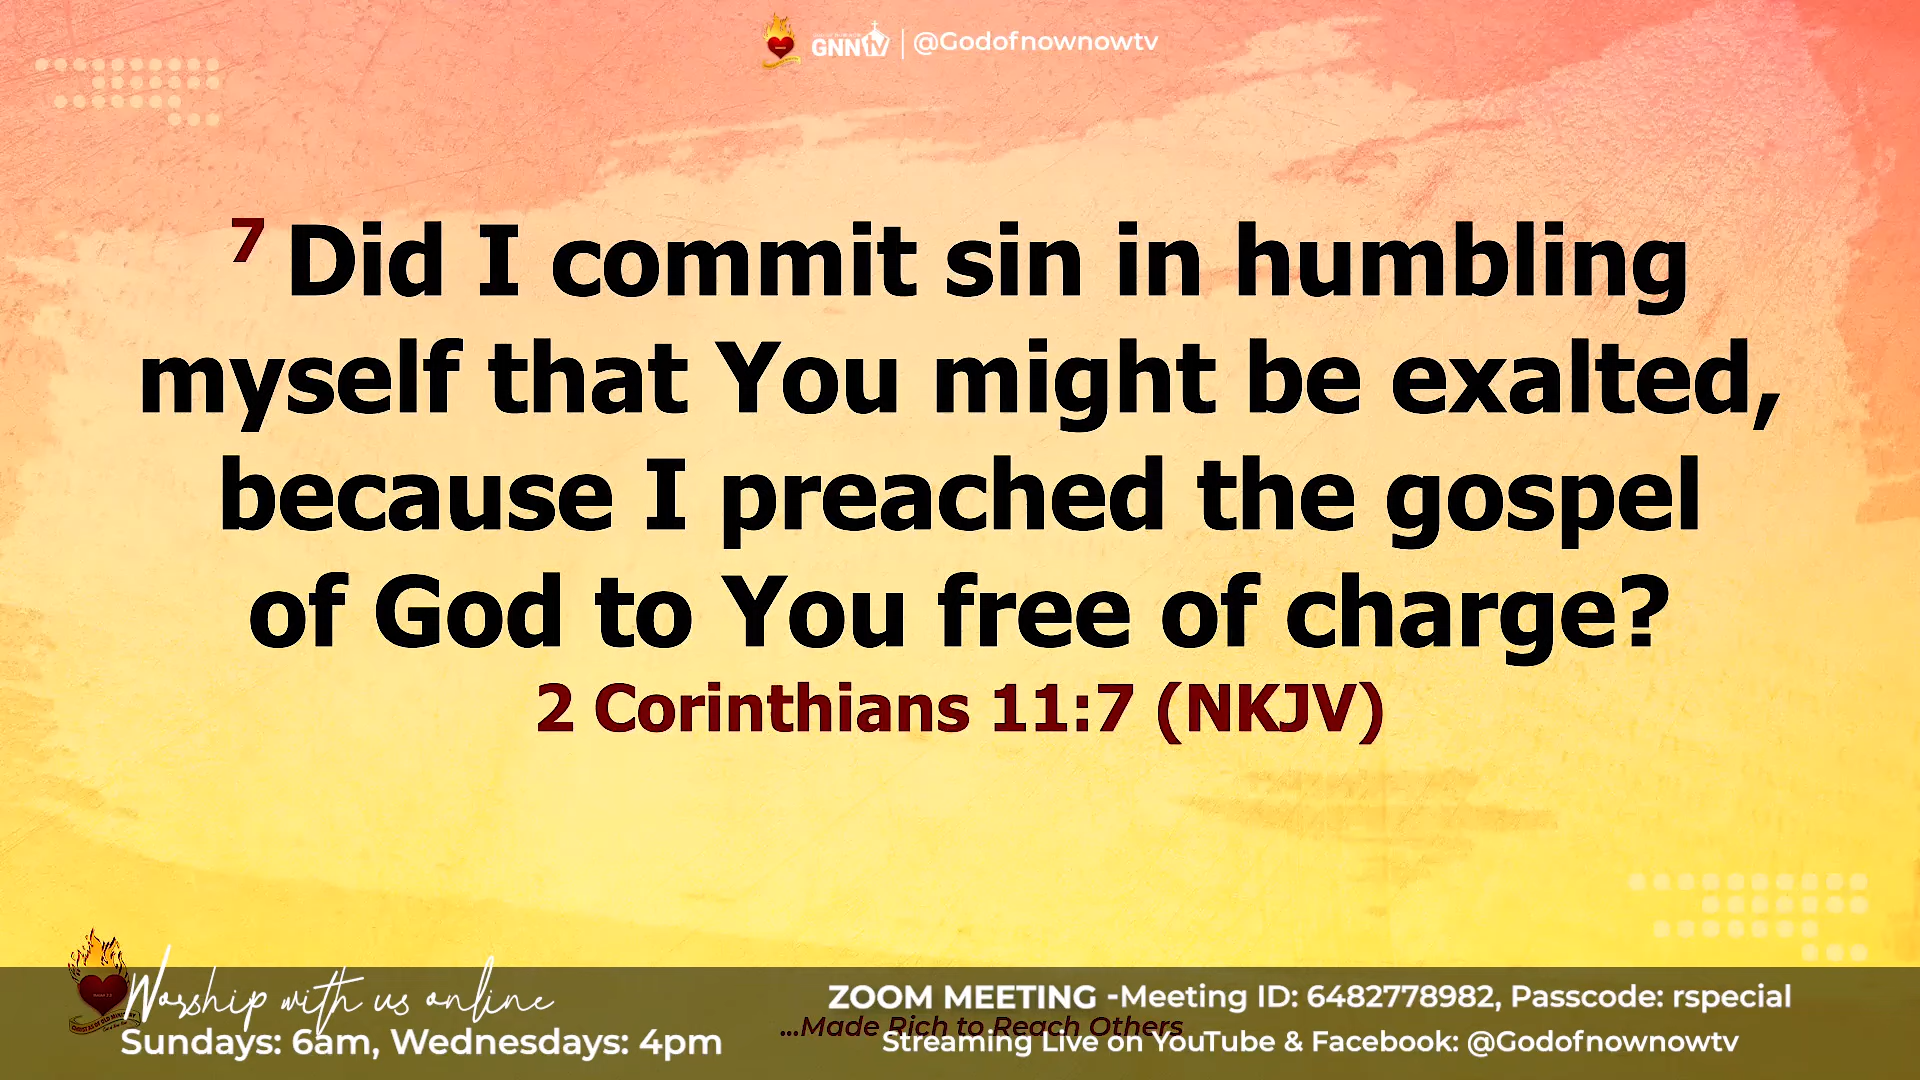 GNNTV | @Godofnownowtv
7 Did I commit sin in humbling
myself that You might be exalted,
because I preached the gospel
of God to You free of charge?
2 Corinthians 11:7 (NKJV)
Worship with us online
Sundays: 6am, Wednesdays: 4pm
ZOOM MEETING -Meeting ID: 6482778982, Passcode: rspecial
...Made Rich to Reach Others
Streaming Live on YouTube & Facebook: @Godofnownowtv